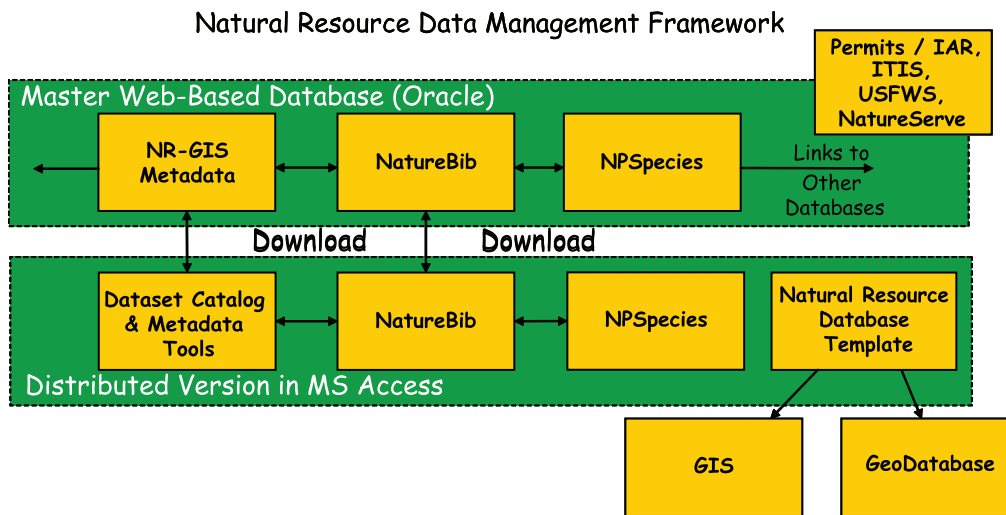 Natural Resource Data Management Framework
Permits / IAR,
ITIS,
USFWS,
NatureServe
Master Web-Based Database (Oracle)
NR-GIS
Metadata
NatureBib
NPSpecies
Links to
Other
Databases
Download
Download
Dataset Catalog
& Metadata
Tools
NatureBib
NPSpecies
Natural Resource
Database
Template
Distributed Version in MS Access
GIS
GeoDatabase